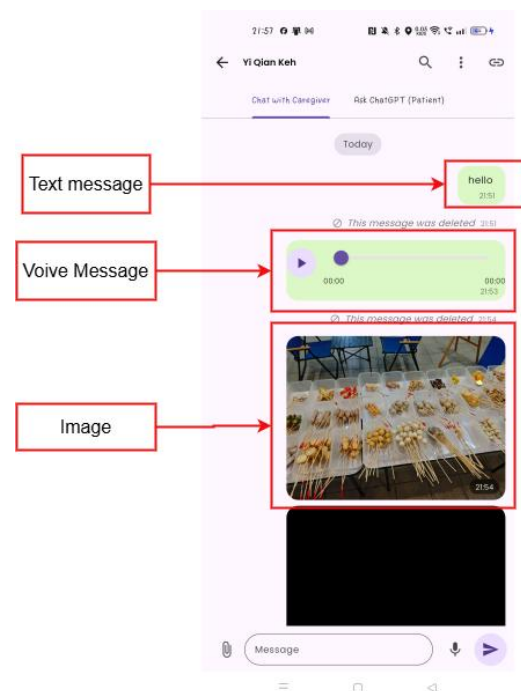 21:57
Yi Qian Keh
Chat with Caregiver Ask ChatGPT (Patient)
Today
Text message
hello
21:51
This message was deleted 21:51
Voive Message
00:00 00:00
21:53
This message was deleted 21:54
Image
21:54
Message